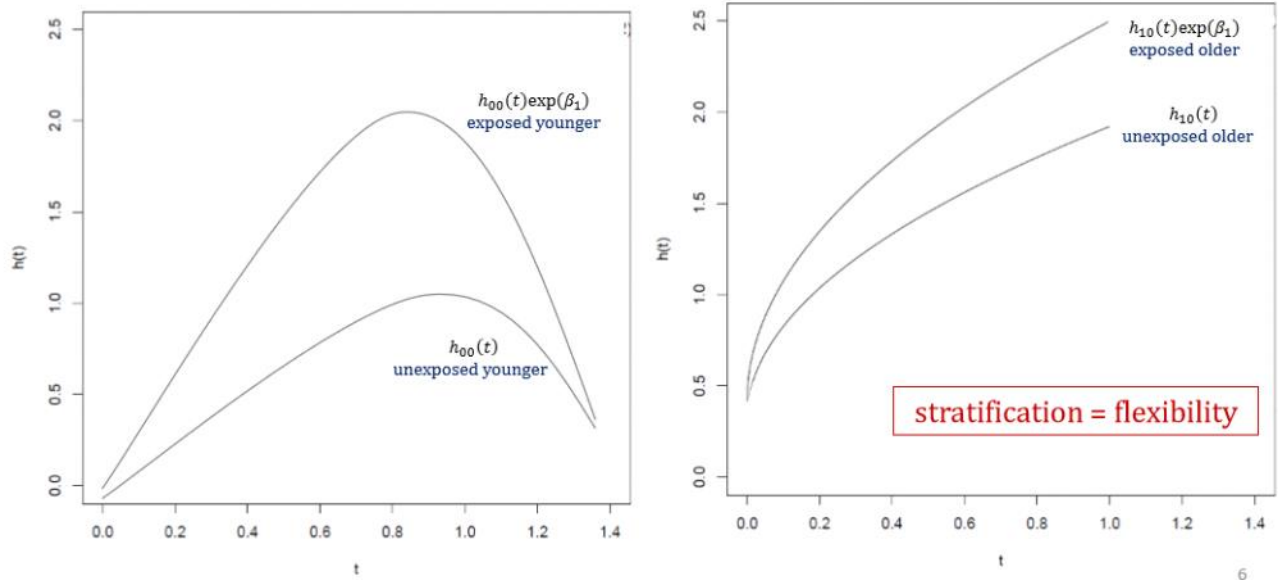 h(t)
2.5
2.0
1.5
1.0
0.5
0.0
h₀₀(t)exp(β₁)
exposed younger
h₀₀(t)
unexposed younger
0.0 0.2 0.4 0.6 0.8 1.0 1.2 1.4
t
h(t)
2.5
2.0
1.5
1.0
0.5
0.0
h₁₀(t)exp(β₁)
exposed older
h₁₀(t)
unexposed older
stratification = flexibility
0.0 0.2 0.4 0.6 0.8 1.0 1.2 1.4
t
6